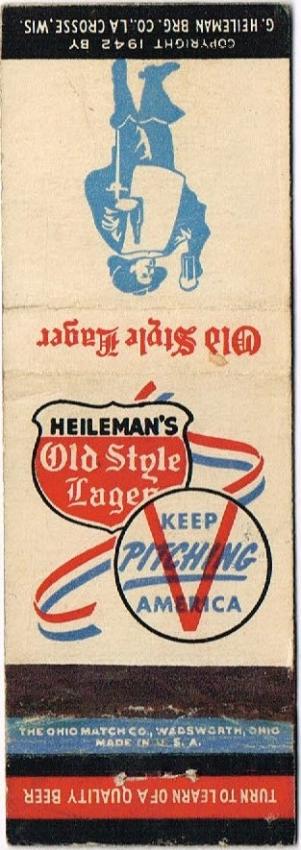 COPYRIGHT 1942 BY
G. HEILEMAN BRG. CO., LA CROSSE, WIS.
Old Style Lager
HEILEMAN'S
Old Style
Lager
KEEP
PITCHING
AMERICA
THE OHIO MATCH CO., WADSWORTH, OHIO
MADE IN U. S. A.
TURN TO LEARN OF A QUALITY BEER